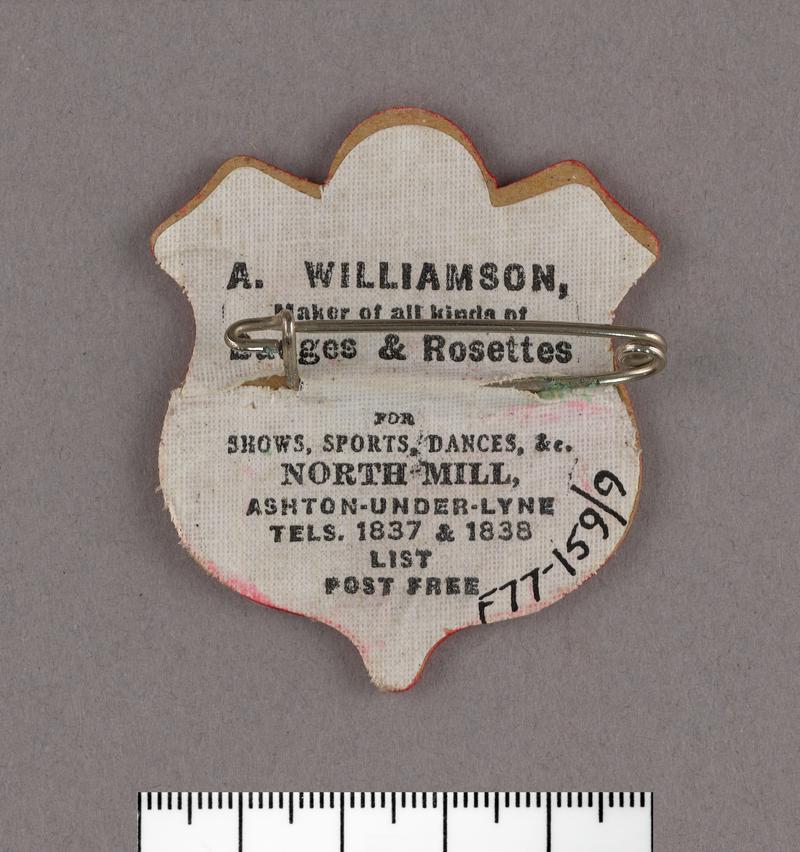 A. WILLIAMSON,
Maker of all kinds of
Badges & Rosettes
FOR
SHOWS, SPORTS, DANCES, &c.
NORTH MILL,
ASHTON-UNDER-LYNE
TELS. 1837 & 1838
LIST
POST FREE
F77-159/9